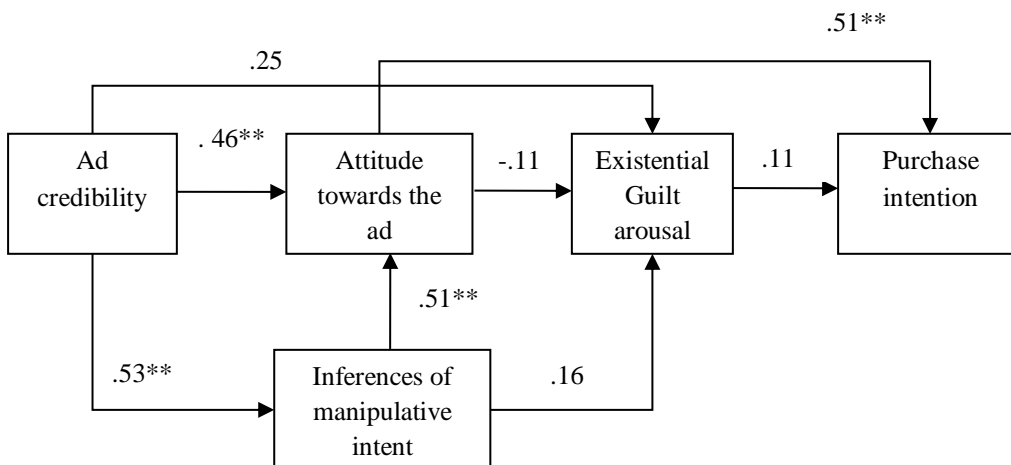 .51**
.25
Ad
credibility
. 46**
Attitude
towards the
ad
-.11
Existential
Guilt
arousal
.11
Purchase
intention
.51**
.53**
Inferences of
manipulative
intent
.16